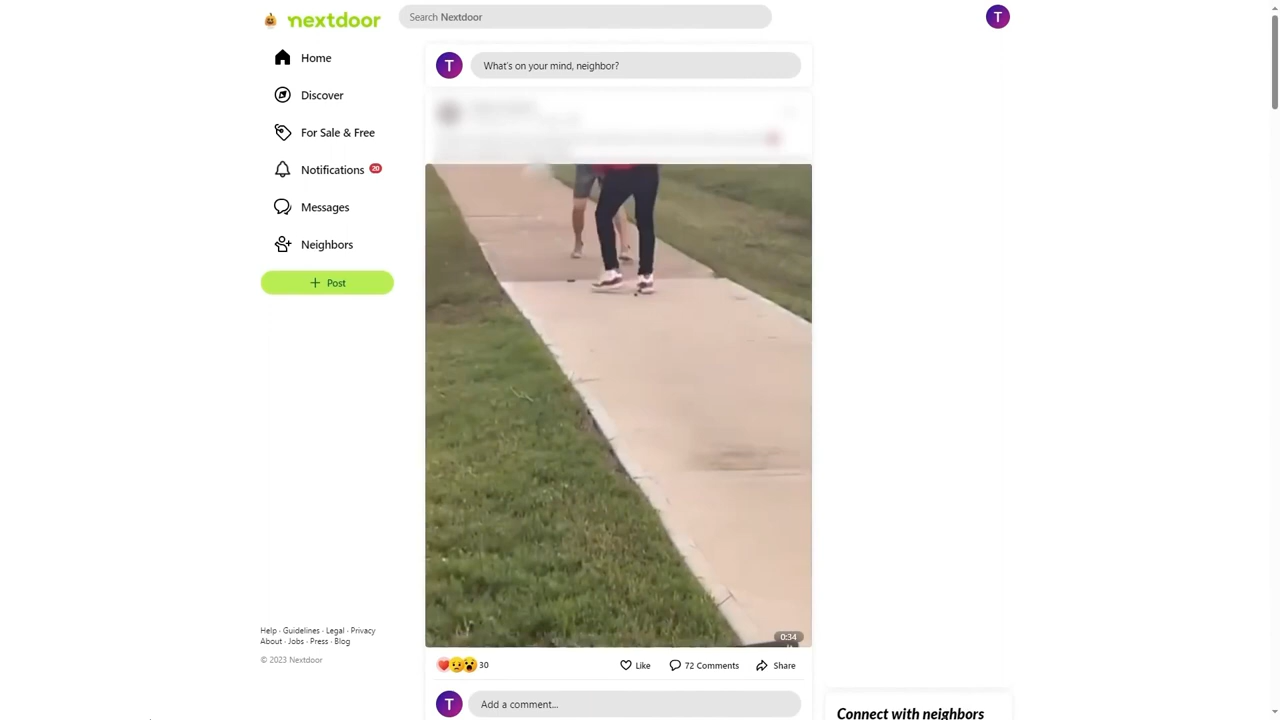 nextdoor
Search Nextdoor
T
Home
Discover
For Sale & Free
Notifications 20
Messages
Neighbors
+ Post
T
What's on your mind, neighbor?
0:34
30
Like
72 Comments
Share
T
Add a comment...
Help · Guidelines · Legal · Privacy
About · Jobs · Press · Blog
© 2023 Nextdoor
Connect with neighbors